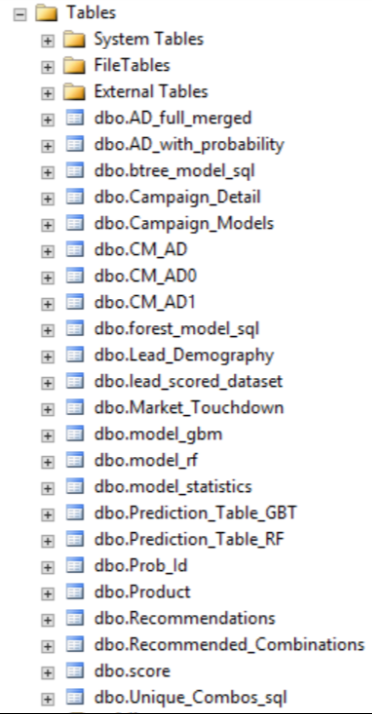 Tables
System Tables
FileTables
External Tables
dbo.AD_full_merged
dbo.AD_with_probability
dbo.btree_model_sql
dbo.Campaign_Detail
dbo.Campaign_Models
dbo.CM_AD
dbo.CM_AD0
dbo.CM_AD1
dbo.forest_model_sql
dbo.Lead_Demography
dbo.lead_scored_dataset
dbo.Market_Touchdown
dbo.model_gbm
dbo.model_rf
dbo.model_statistics
dbo.Prediction_Table_GBT
dbo.Prediction_Table_RF
dbo.Prob_Id
dbo.Product
dbo.Recommendations
dbo.Recommended_Combinations
dbo.score
dbo.Unique_Combos_sql